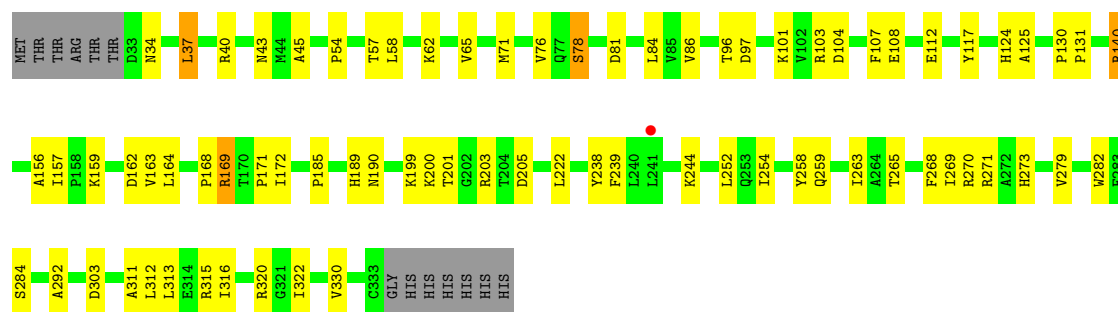 MET THR THR ARG THR THR D33 N34 L37 R40 N43 M44 A45 P54 T57 L58 K62 V65 M71 V76 Q77 S78 D81 L84 V85 V86 T96 D97 K101 V102 R103 D104 F107 E108 E112 Y117 H124 A125 P130 P131 R140
A156 I157 P158 K159 D162 V163 L164 P168 R169 T170 P171 I172 P185 H189 N190 K199 K200 T201 G202 R203 T204 D205 L222 Y238 F239 L240 L241 K244 L252 Q253 I254 Y258 Q259 I263 A264 T265 F268 I269 R270 R271 A272 H273 V279 W282 E283
S284 A292 D303 A311 L312 L313 E314 R315 I316 R320 G321 I322 V330 C333 GLY HIS HIS HIS HIS HIS HIS